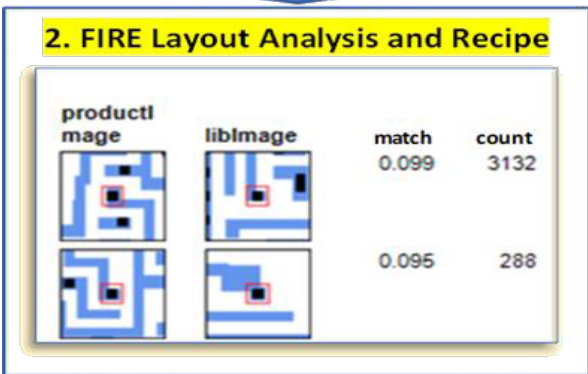 2. FIRE Layout Analysis and Recipe
productI
mage libImage match count
0.099 3132
0.095 288